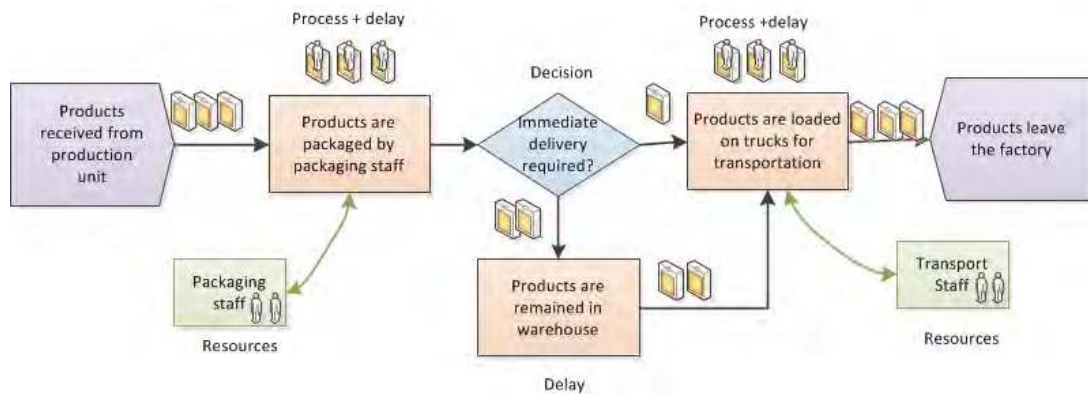 Process + delay
Process +delay
Decision
Products
received from
production
unit
Products are
packaged by
packaging staff
Immediate
delivery
required?
Products are loaded
on trucks for
transportation
Products leave
the factory
Packaging
staff
Resources
Products are
remained in
warehouse
Delay
Transport
Staff
Resources